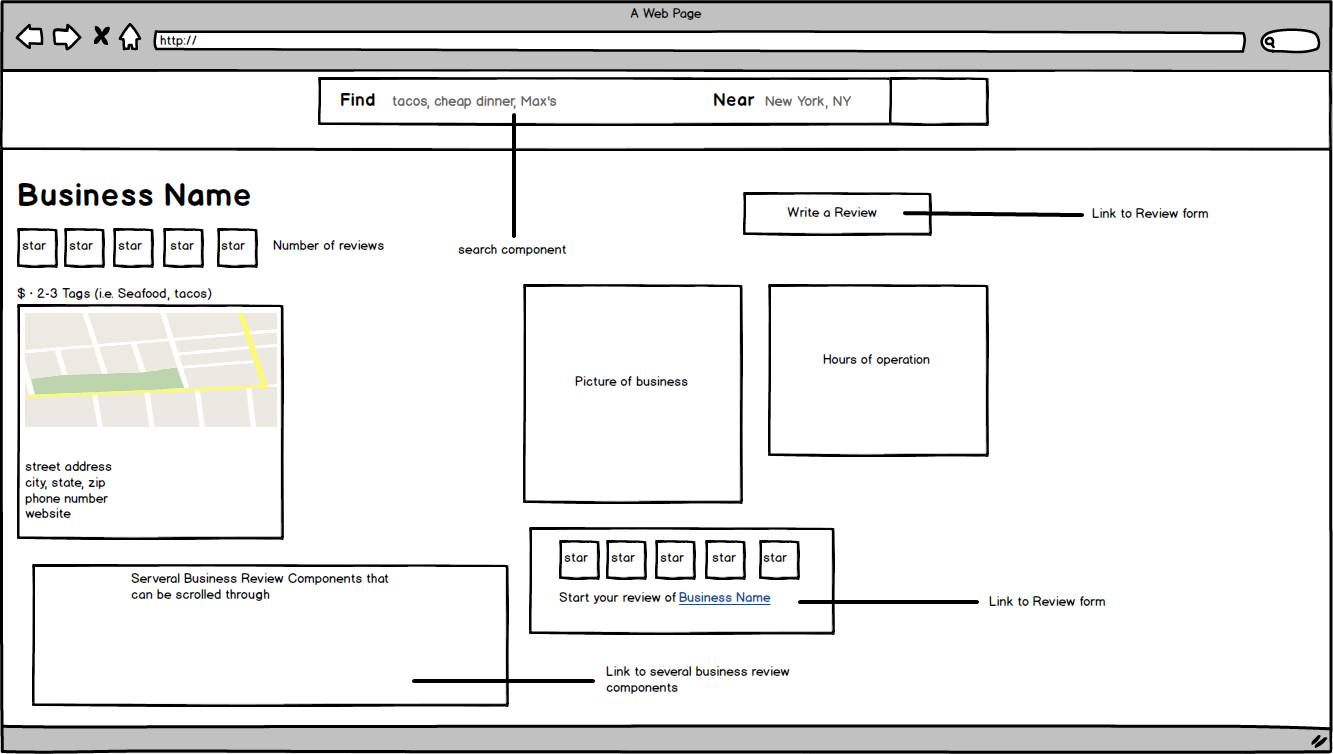 A Web Page
http://
Find tacos, cheap dinner, Max's Near New York, NY
Business Name
Write a Review
Link to Review form
star star star star star Number of reviews
search component
$ · 2-3 Tags (i.e. Seafood, tacos)
Picture of business
Hours of operation
street address
city, state, zip
phone number
website
star star star star star
Start your review of Business Name
Link to Review form
Serveral Business Review Components that
can be scrolled through
Link to several business review
components